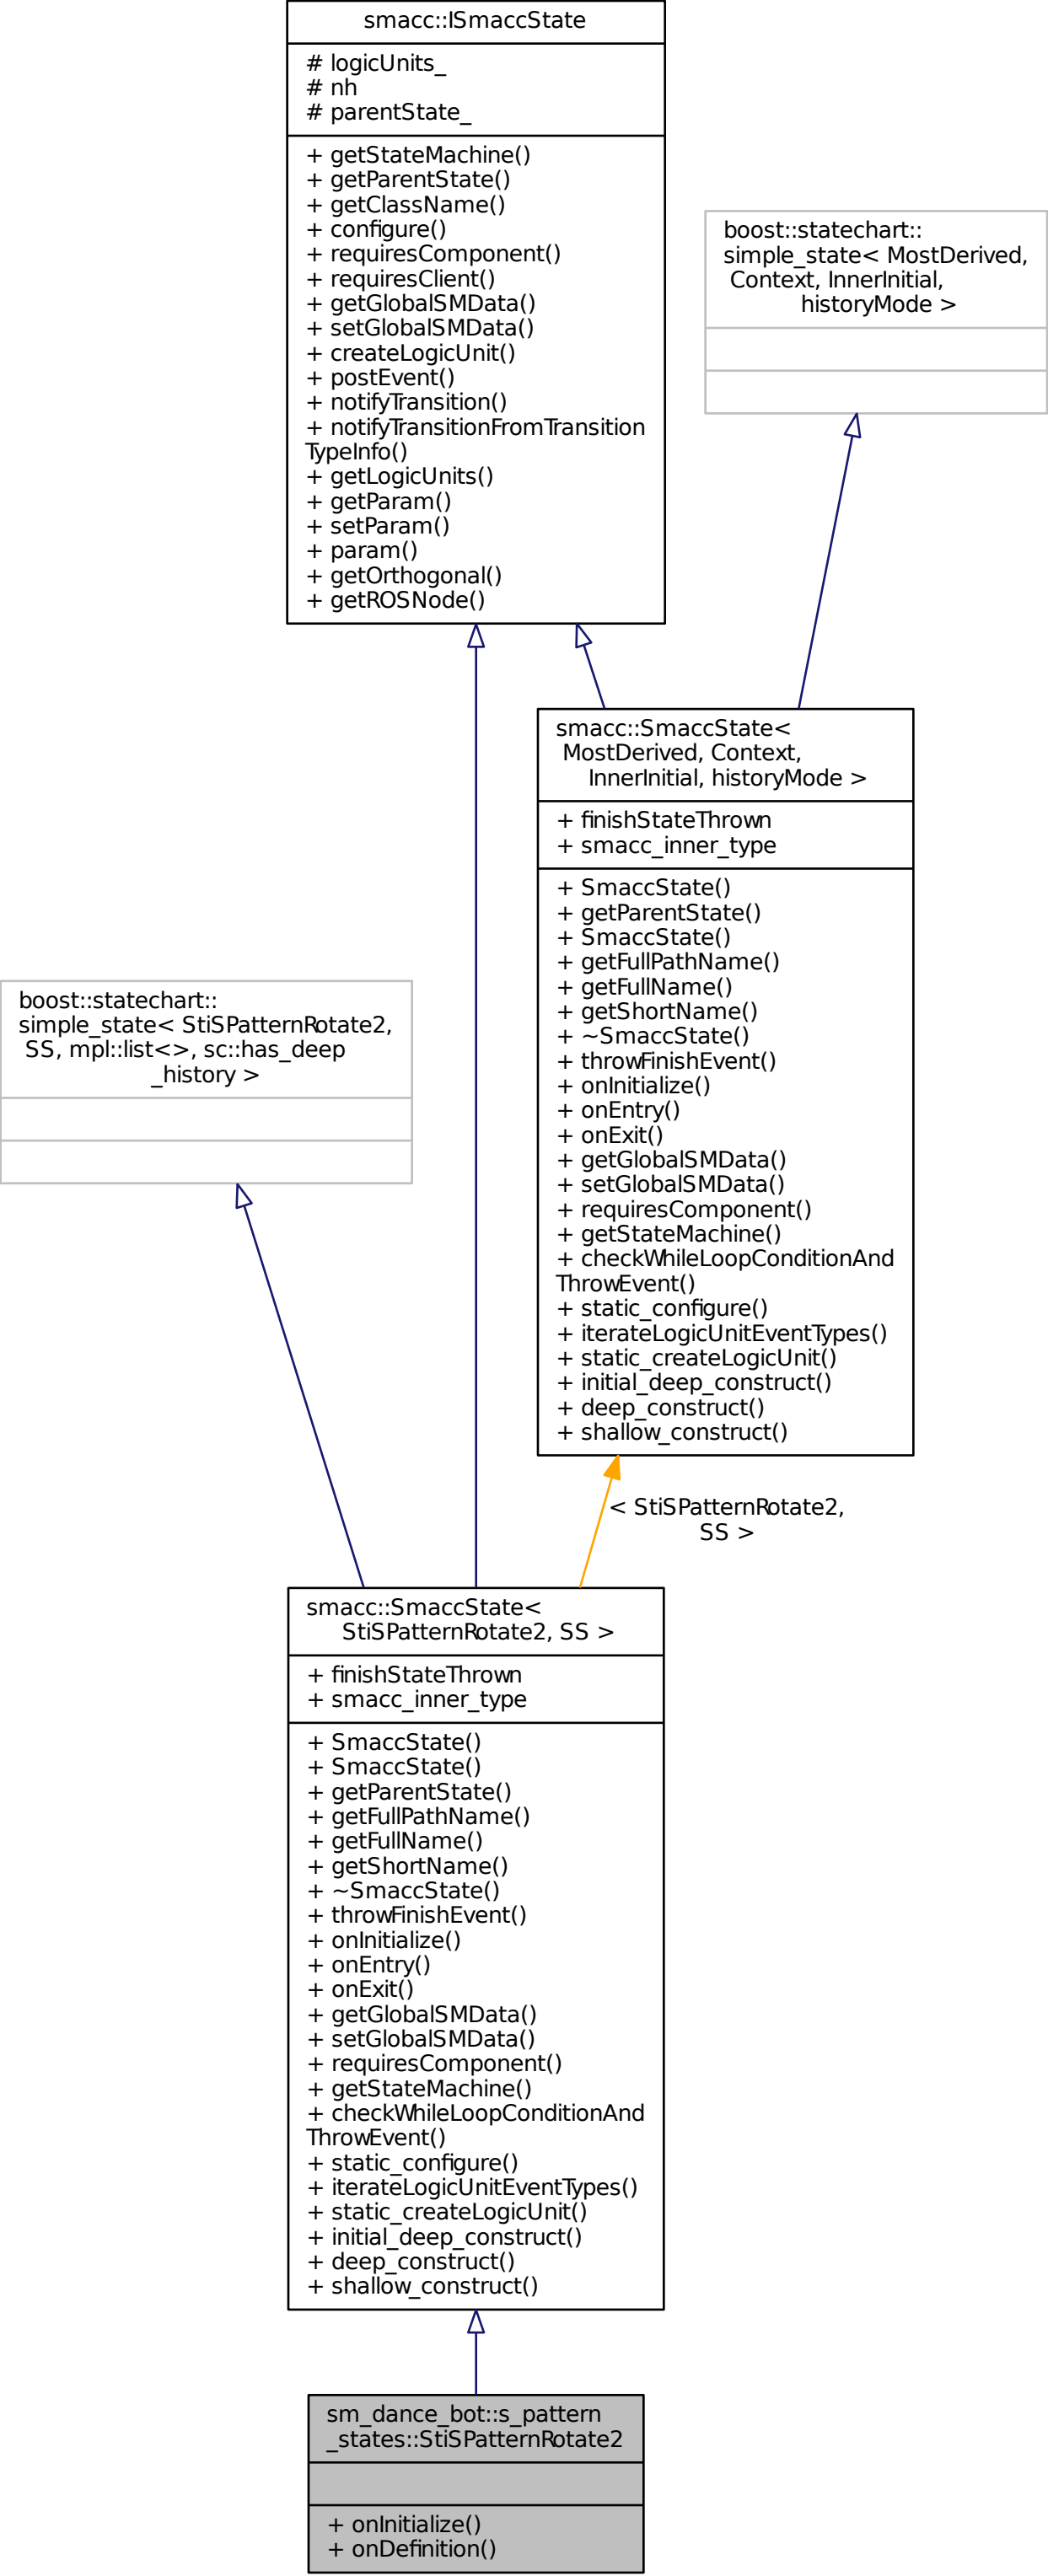 smacc::ISmaccState
# logicUnits_
# nh
# parentState_
+ getStateMachine()
+ getParentState()
+ getClassName()
+ configure()
+ requiresComponent()
+ requiresClient()
+ getGlobalSMData()
+ setGlobalSMData()
+ createLogicUnit()
+ postEvent()
+ notifyTransition()
+ notifyTransitionFromTransition
TypeInfo()
+ getLogicUnits()
+ getParam()
+ setParam()
+ param()
+ getOrthogonal()
+ getROSNode()
boost::statechart::
simple_state< MostDerived,
Context, InnerInitial,
historyMode >
smacc::SmaccState<
MostDerived, Context,
InnerInitial, historyMode >
+ finishStateThrown
+ smacc_inner_type
+ SmaccState()
+ getParentState()
+ SmaccState()
+ getFullPathName()
+ getFullName()
+ getShortName()
+ ~SmaccState()
+ throwFinishEvent()
+ onInitialize()
+ onEntry()
+ onExit()
+ getGlobalSMData()
+ setGlobalSMData()
+ requiresComponent()
+ getStateMachine()
+ checkWhileLoopConditionAnd
ThrowEvent()
+ static_configure()
+ iterateLogicUnitEventTypes()
+ static_createLogicUnit()
+ initial_deep_construct()
+ deep_construct()
+ shallow_construct()
boost::statechart::
simple_state< StiSPatternRotate2,
SS, mpl::list<>, sc::has_deep
_history >
< StiSPatternRotate2,
SS >
smacc::SmaccState<
StiSPatternRotate2, SS >
+ finishStateThrown
+ smacc_inner_type
+ SmaccState()
+ SmaccState()
+ getParentState()
+ getFullPathName()
+ getFullName()
+ getShortName()
+ ~SmaccState()
+ throwFinishEvent()
+ onInitialize()
+ onEntry()
+ onExit()
+ getGlobalSMData()
+ setGlobalSMData()
+ requiresComponent()
+ getStateMachine()
+ checkWhileLoopConditionAnd
ThrowEvent()
+ static_configure()
+ iterateLogicUnitEventTypes()
+ static_createLogicUnit()
+ initial_deep_construct()
+ deep_construct()
+ shallow_construct()
sm_dance_bot::s_pattern
_states::StiSPatternRotate2
+ onInitialize()
+ onDefinition()